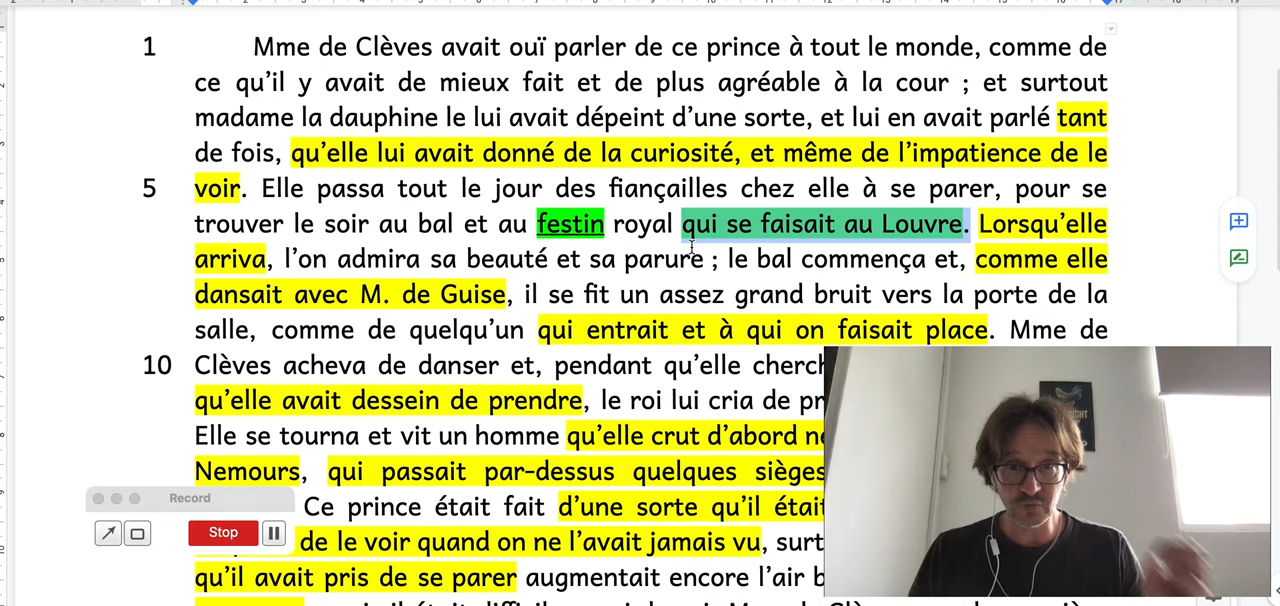 1 Mme de Clèves avait ouï parler de ce prince à tout le monde, comme de
ce qu’il y avait de mieux fait et de plus agréable à la cour ; et surtout
madame la dauphine le lui avait dépeint d’une sorte, et lui en avait parlé tant
de fois, qu’elle lui avait donné de la curiosité, et même de l’impatience de le
5 voir. Elle passa tout le jour des fiançailles chez elle à se parer, pour se
trouver le soir au bal et au festin royal qui se faisait au Louvre. Lorsqu’elle
arriva, l’on admira sa beauté et sa parure ; le bal commença et, comme elle
dansait avec M. de Guise, il se fit un assez grand bruit vers la porte de la
salle, comme de quelqu’un qui entrait et à qui on faisait place. Mme de
10 Clèves acheva de danser et, pendant qu’elle
qu’elle avait dessein de prendre, le roi lui cria de
Elle se tourna et vit un homme qu’elle crut d’abord
Nemours, qui passait par-dessus quelques sièges
Record
Ce prince était fait d’une sorte qu’il était
Stop
de le voir quand on ne l’avait jamais vu,
qu’il avait pris de se parer augmentait encore l’air